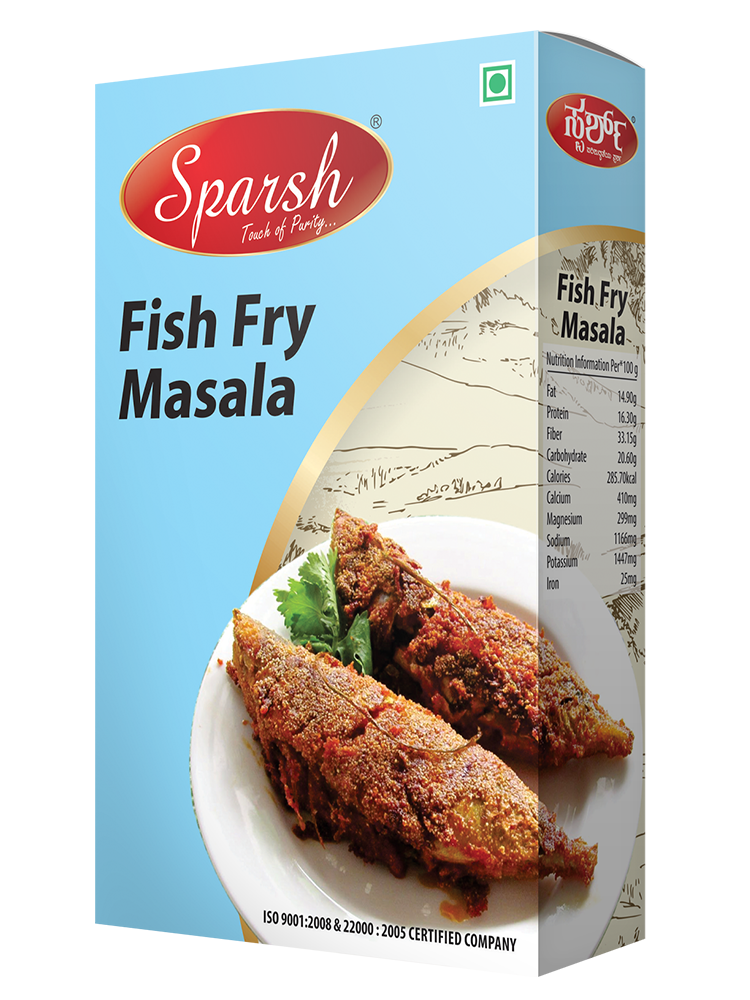 Sparsh
®
Touch of Purity...
Fish Fry
Masala
ISO 9001:2008 & 22000 : 2005 CERTIFIED COMPANY
ಸ್ಪರ್ಶ್
®
Fish Fry
Masala
Nutrition Information Per*100 g
Fat 14.90g
Protein 16.30g
Fiber 33.15g
Carbohydrate 20.60g
Calories 285.70kcal
Calcium 410mg
Magnesium 299mg
Sodium 1166mg
Potassium 1447mg
Iron 25mg